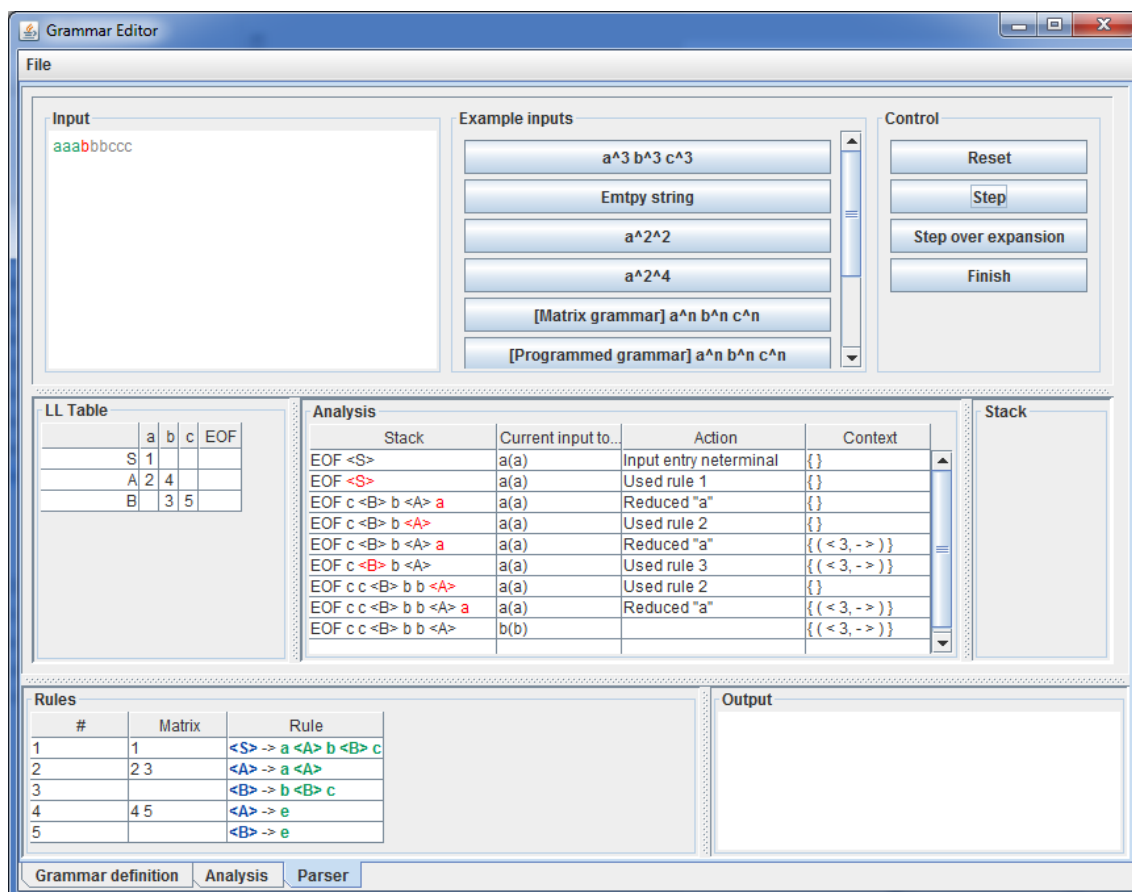 Grammar Editor
File
Input
aaabbbccc
Example inputs
a^3 b^3 c^3
Emtpy string
a^2^2
a^2^4
[Matrix grammar] a^n b^n c^n
[Programmed grammar] a^n b^n c^n
Control
Reset
Step
Step over expansion
Finish
LL Table
a b c EOF
S 1
A 2 4
B 3 5
Analysis
Stack Current input to... Action Context
EOF <S> a(a) Input entry neterminal { }
EOF <S> a(a) Used rule 1 { }
EOF c <B> b <A> a a(a) Reduced "a" { }
EOF c <B> b <A> a(a) Used rule 2 { }
EOF c <B> b <A> a a(a) Reduced "a" { ( < 3, - > ) }
EOF c <B> b <A> a(a) Used rule 3 { ( < 3, - > ) }
EOF c c <B> b b <A> a(a) Used rule 2 { }
EOF c c <B> b b <A> a a(a) Reduced "a" { ( < 3, - > ) }
EOF c c <B> b b <A> b(b) { ( < 3, - > ) }
Stack
Rules
# Matrix Rule
1 1 <S> -> a <A> b <B> c
2 2 3 <A> -> a <A>
3 <B> -> b <B> c
4 4 5 <A> -> e
5 <B> -> e
Output
Grammar definition Analysis Parser